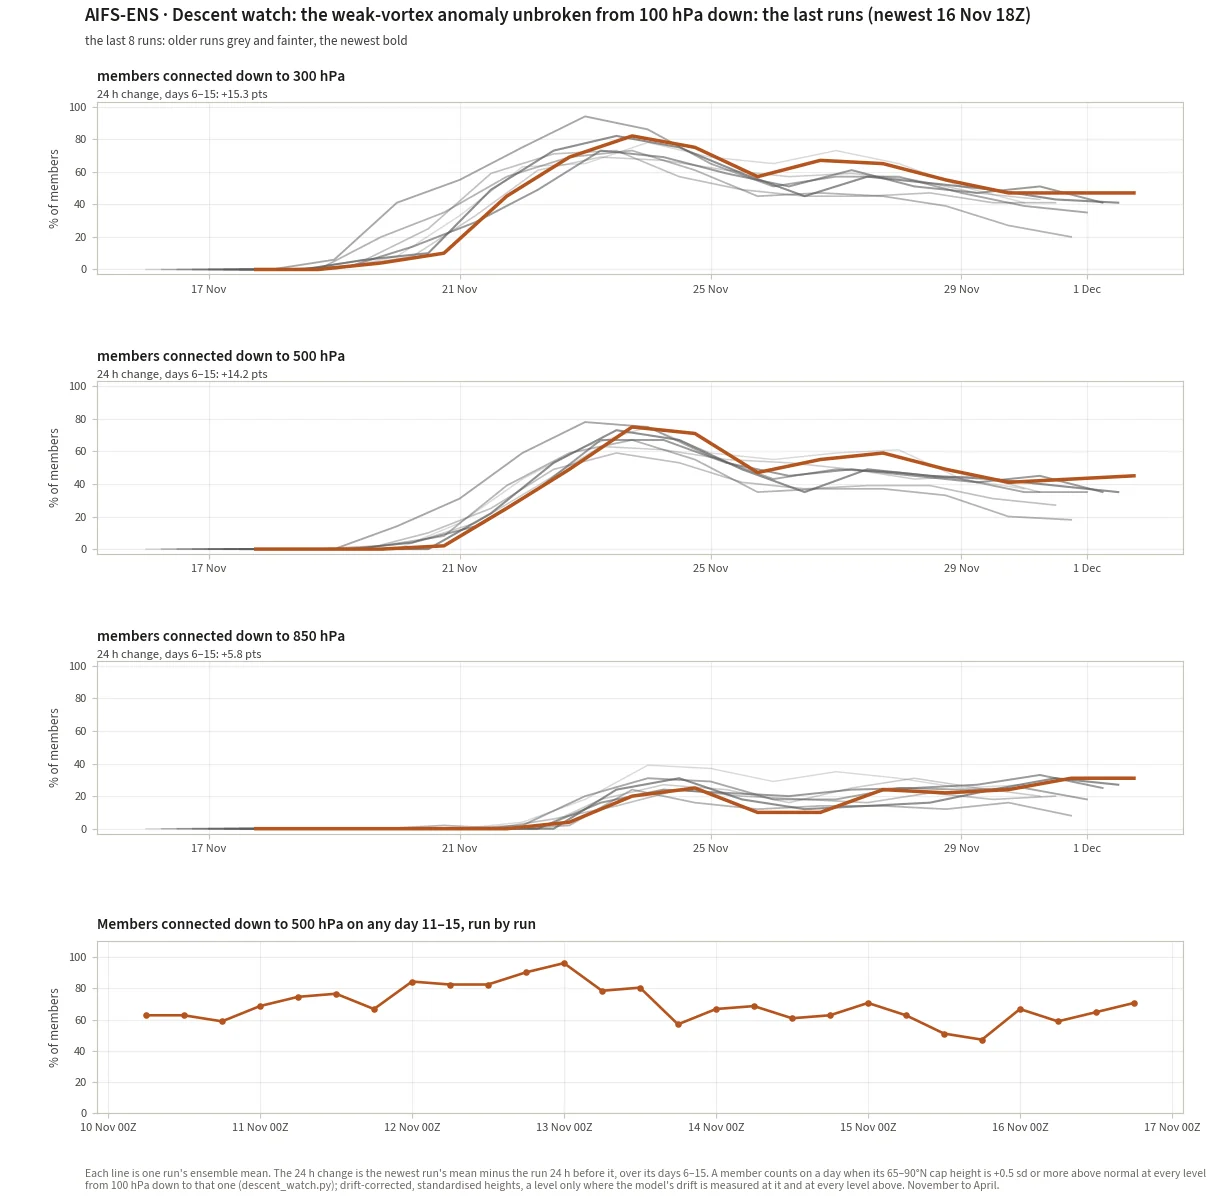 AIFS-ENS · Descent watch: the weak-vortex anomaly unbroken from 100 hPa down: the last runs (newest 16 Nov 18Z)
the last 8 runs: older runs grey and fainter, the newest bold
members connected down to 300 hPa
24 h change, days 6–15: +15.3 pts
% of members
100
80
60
40
20
0
17 Nov
21 Nov
25 Nov
29 Nov
1 Dec
members connected down to 500 hPa
24 h change, days 6–15: +14.2 pts
% of members
100
80
60
40
20
0
17 Nov
21 Nov
25 Nov
29 Nov
1 Dec
members connected down to 850 hPa
24 h change, days 6–15: +5.8 pts
% of members
100
80
60
40
20
0
17 Nov
21 Nov
25 Nov
29 Nov
1 Dec
Members connected down to 500 hPa on any day 11–15, run by run
% of members
100
80
60
40
20
0
10 Nov 00Z
11 Nov 00Z
12 Nov 00Z
13 Nov 00Z
14 Nov 00Z
15 Nov 00Z
16 Nov 00Z
17 Nov 00Z
Each line is one run's ensemble mean. The 24 h change is the newest run's mean minus the run 24 h before it, over its days 6–15. A member counts on a day when its 65–90°N cap height is +0.5 sd or more above normal at every level
from 100 hPa down to that one (descent_watch.py); drift-corrected, standardised heights, a level only where the model's drift is measured at it and at every level above. November to April.